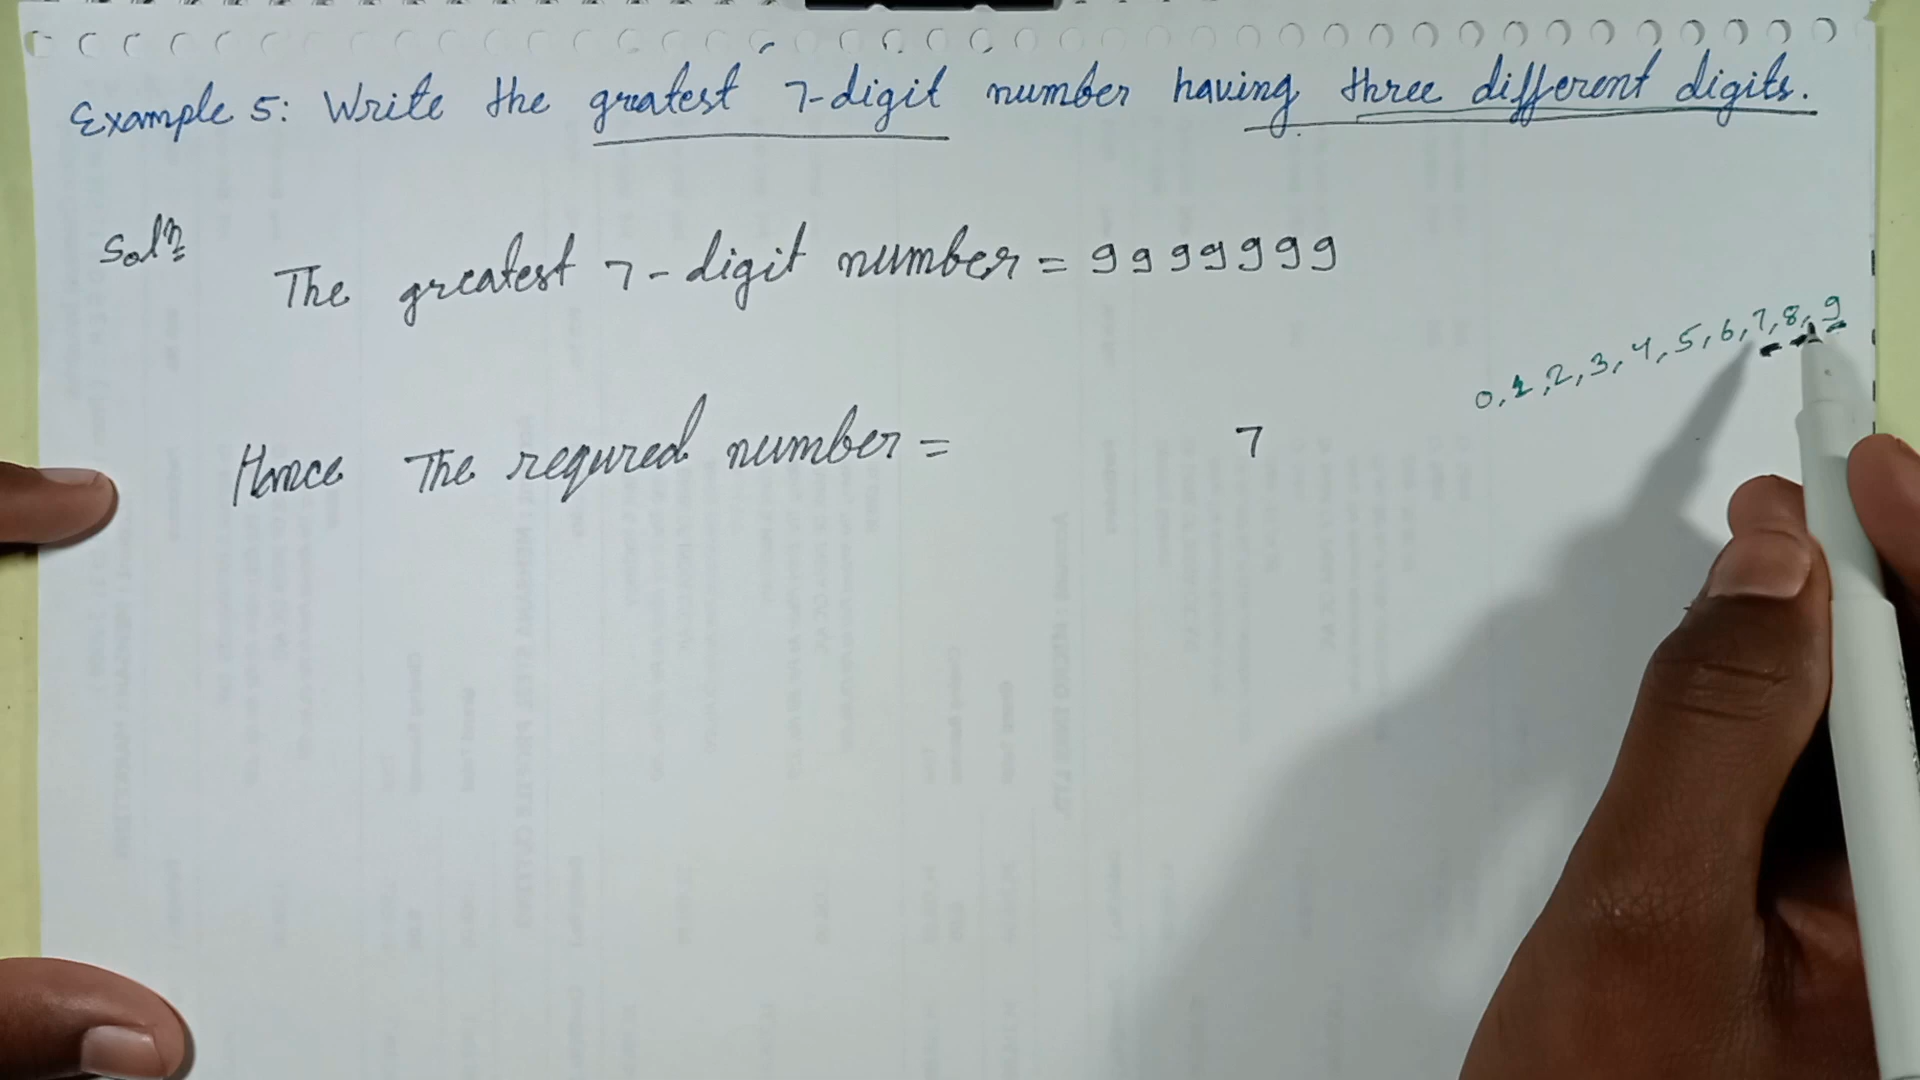 Example 5: Write the greatest 7-digit number having three different digits.
Soln
The greatest 7-digit number = 9999999
0,1,2,3,4,5,6,7,8,9
Hence The requred number = 7